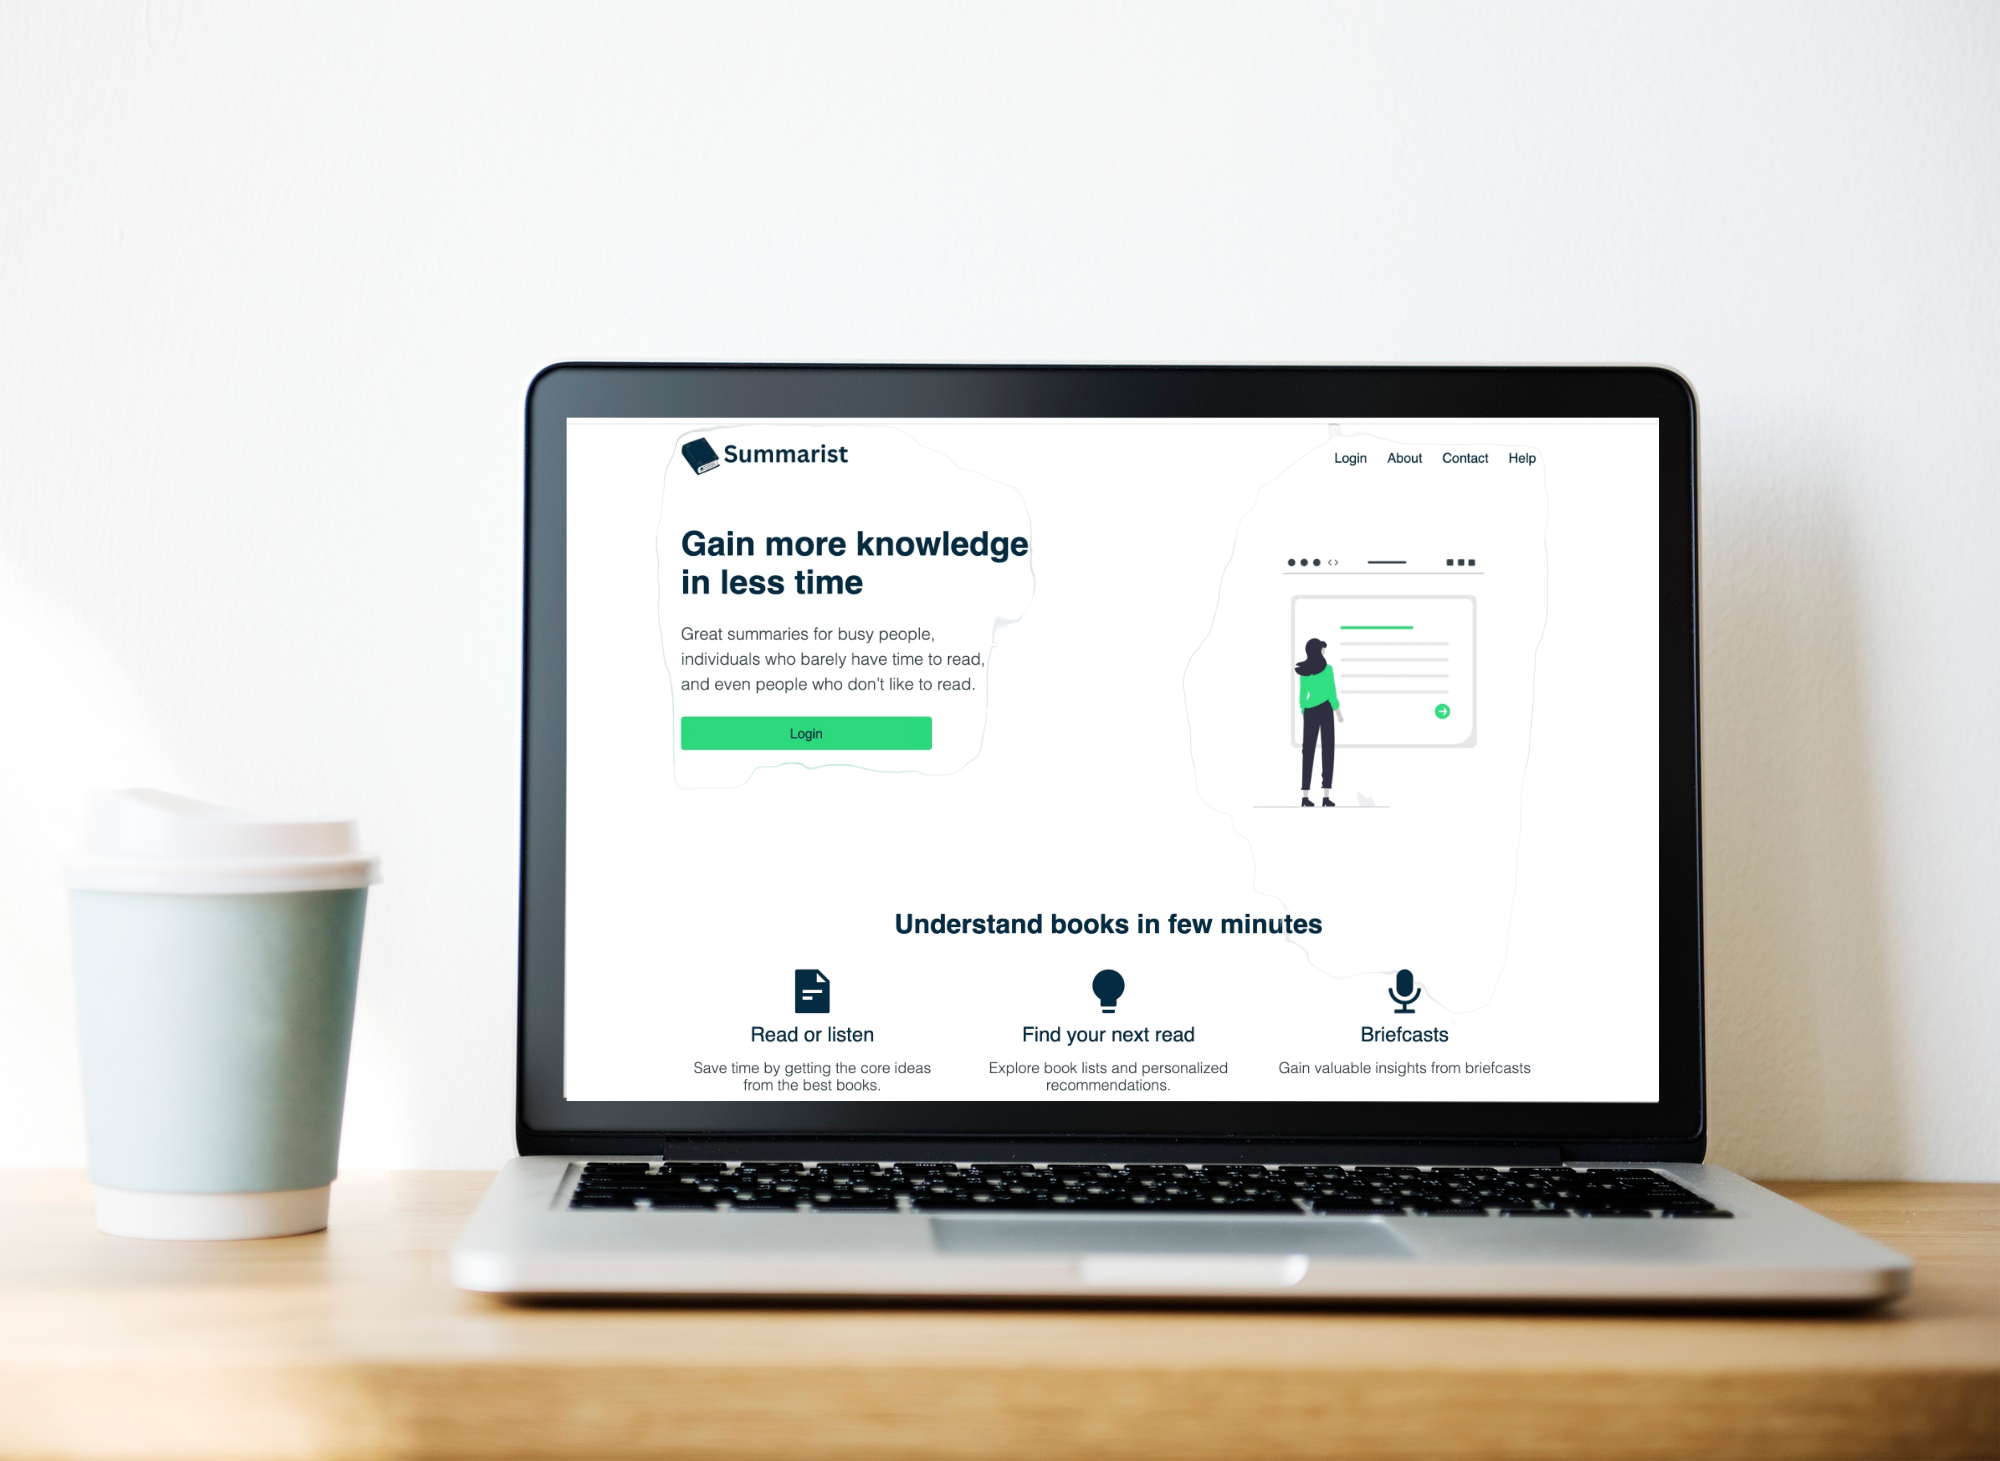 Summarist
Login About Contact Help
Gain more knowledge
in less time
Great summaries for busy people,
individuals who barely have time to read,
and even people who don't like to read.
Login
Understand books in few minutes
Read or listen
Save time by getting the core ideas
from the best books.
Find your next read
Explore book lists and personalized
recommendations.
Briefcasts
Gain valuable insights from briefcasts